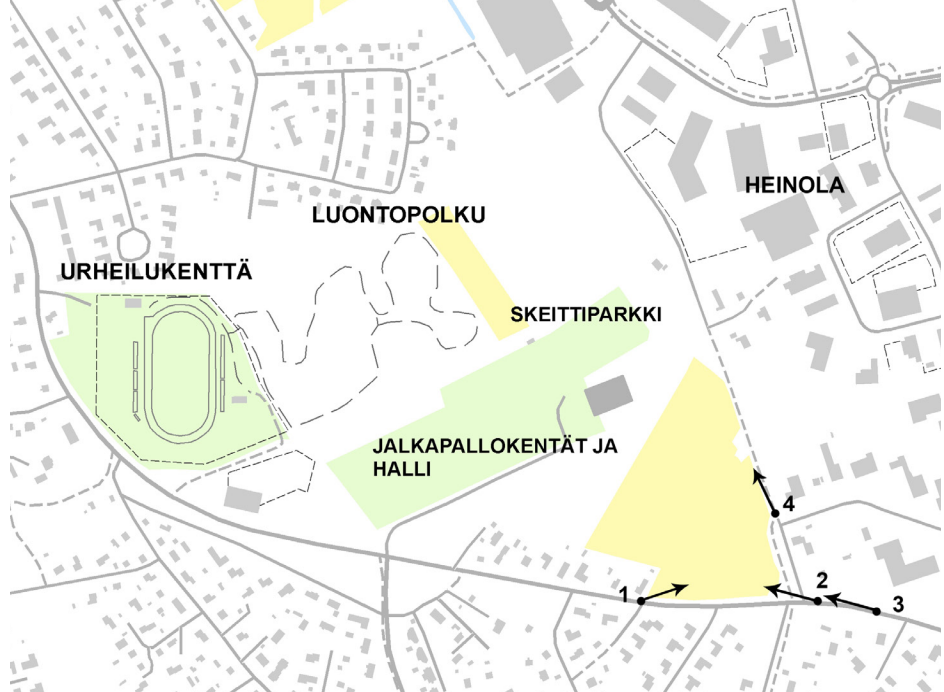 HEINOLA
LUONTOPOLKU
URHEILUKENTTÄ
SKEITTIPARKKI
JALKAPALLOKENTÄT JA
HALLI
4
1
2
3